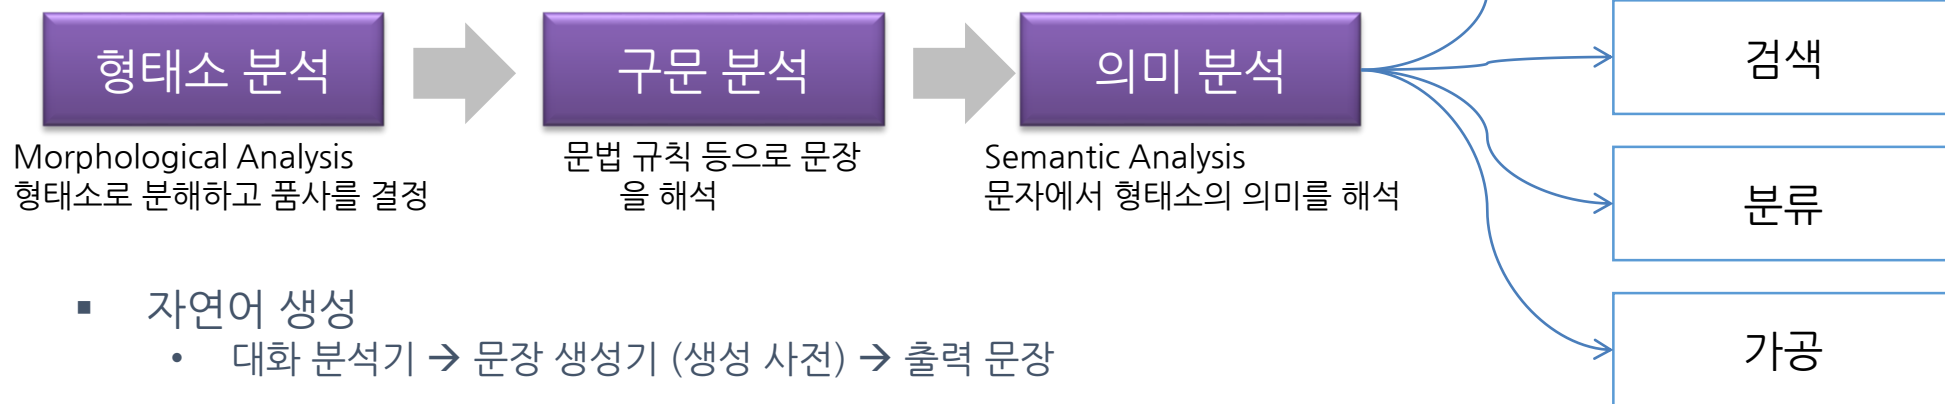 형태소 분석
구문 분석
의미 분석
검색
Morphological Analysis
형태소로 분해하고 품사를 결정
문법 규칙 등으로 문장
을 해석
Semantic Analysis
문자에서 형태소의 의미를 해석
분류
▪ 자연어 생성
• 대화 분석기 → 문장 생성기 (생성 사전) → 출력 문장
가공